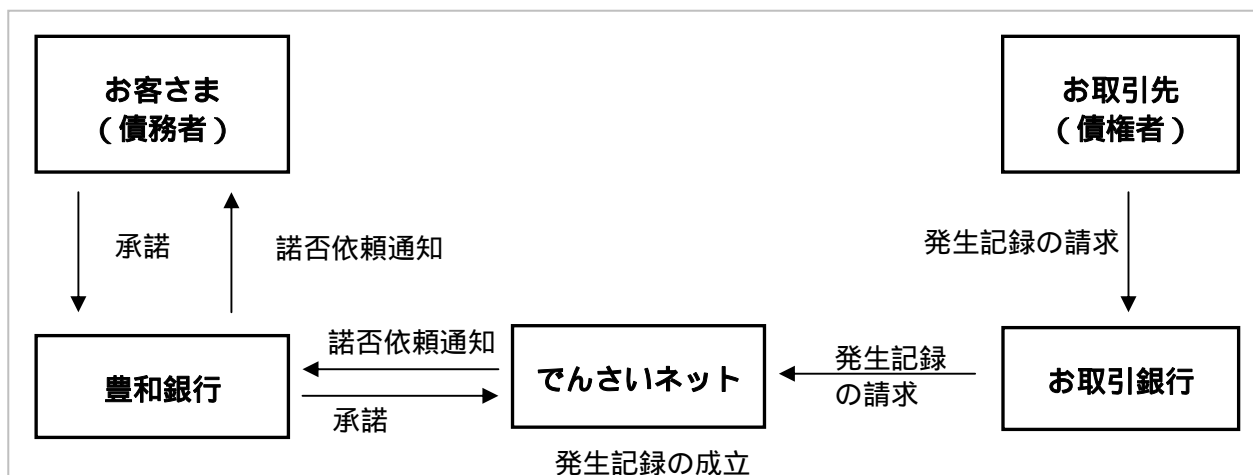 お客さま
（債務者）
お取引先
（債権者）
承諾
諾否依頼通知
発生記録の請求
豊和銀行
諾否依頼通知
承諾
でんさいネット
発生記録
の請求
お取引銀行
発生記録の成立